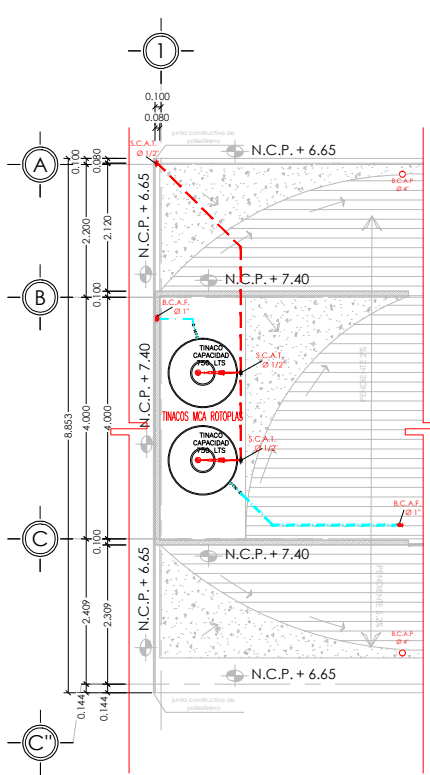 1
0.100
0.080
junta constructiva de
poliestireno
S.C.A.T.
Ø 1/2"
N.C.P. + 6.65
A
0.100
0.080
B.C.A.P
Ø 4"
N.C.P. + 6.65
2.200
2.120
N.C.P. + 7.40
B
0.100
B.C.A.F.
Ø 1"
TINACO
CAPACIDAD
750 LTS
S.C.A.T.
Ø 1/2"
PENDIENTE 2%
N.C.P. + 7.40
TINACOS MCA ROTOPLAS
8.853
4.000
4.000
TINACO
CAPACIDAD
750 LTS
S.C.A.T.
Ø 1/2"
B.C.A.F.
Ø 1"
C
0.100
N.C.P. + 7.40
N.C.P. + 6.65
2.409
2.309
B.C.A.P
Ø 4"
N.C.P. + 6.65
0.144
0.144
junta constructiva de
poliestireno
C"